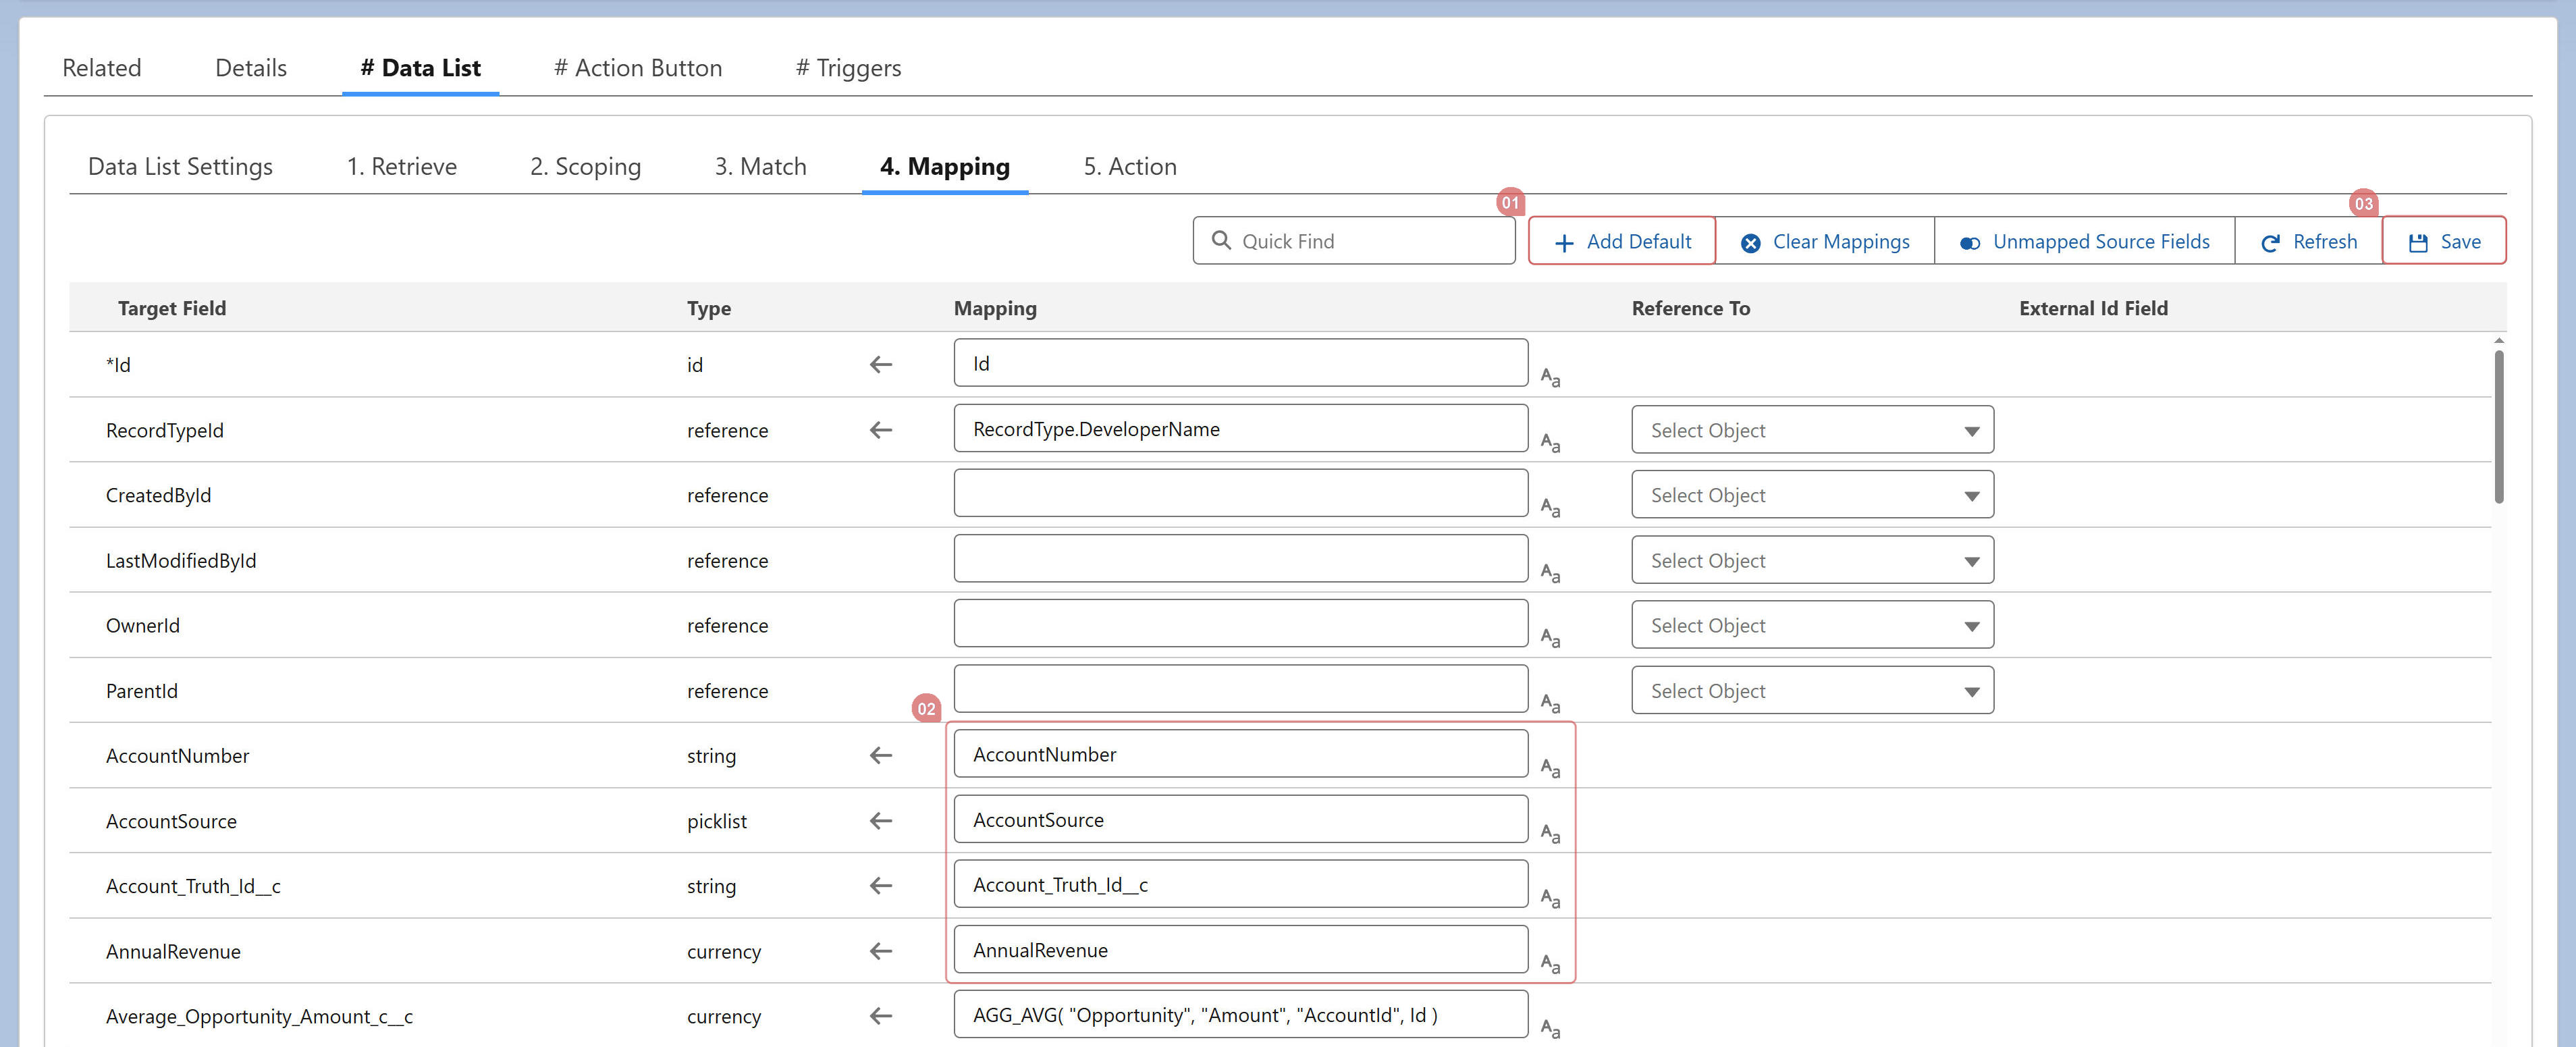 Related Details # Data List # Action Button # Triggers
Data List Settings 1. Retrieve 2. Scoping 3. Match 4. Mapping 5. Action
01 03
Quick Find Add Default Clear Mappings Unmapped Source Fields Refresh Save
Target Field Type Mapping Reference To External Id Field
*Id id Id Aa
RecordTypeId reference RecordType.DeveloperName Aa Select Object
CreatedById reference Aa Select Object
LastModifiedById reference Aa Select Object
OwnerId reference Aa Select Object
ParentId reference Aa Select Object
02
AccountNumber string AccountNumber Aa
AccountSource picklist AccountSource Aa
Account_Truth_Id__c string Account_Truth_Id__c Aa
AnnualRevenue currency AnnualRevenue Aa
Average_Opportunity_Amount_c__c currency AGG_AVG( "Opportunity", "Amount", "AccountId", Id ) Aa